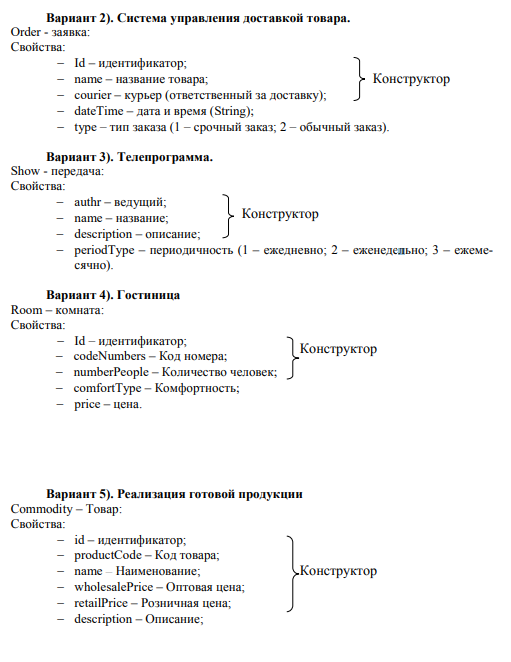 Вариант 2). Система управления доставкой товара.
Order - заявка:
Свойства:
– Id – идентификатор;
– name – название товара;
– courier – курьер (ответственный за доставку);
Конструктор
– dateTime – дата и время (String);
– type – тип заказа (1 – срочный заказ; 2 – обычный заказ).
Вариант 3). Телепрограмма.
Show - передача:
Свойства:
– authr – ведущий;
– name – название;
– description – описание;
Конструктор
– periodType – периодичность (1 – ежедневно; 2 – еженедельно; 3 – ежеме-
сячно).
Вариант 4). Гостиница
Room – комната:
Свойства:
– Id – идентификатор;
– codeNumbers – Код номера;
– numberPeople – Количество человек;
Конструктор
– comfortType – Комфортность;
– price – цена.
Вариант 5). Реализация готовой продукции
Commodity – Товар:
Свойства:
– id – идентификатор;
– productCode – Код товара;
– name – Наименование;
– wholesalePrice – Оптовая цена;
– retailPrice – Розничная цена;
Конструктор
– description – Описание;